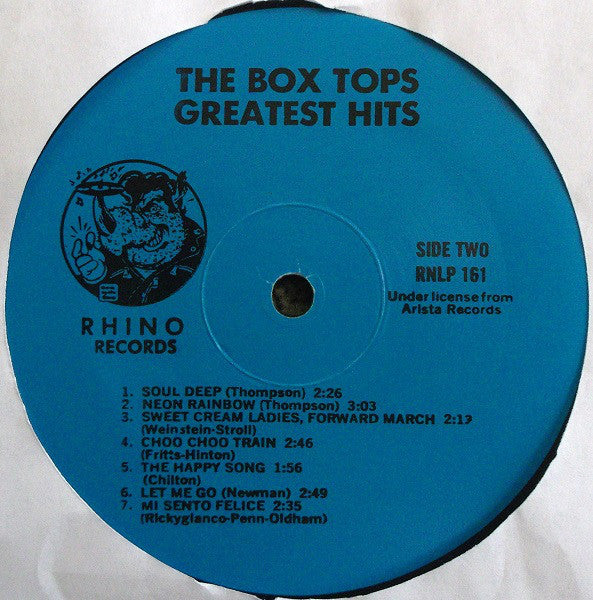 THE BOX TOPS
GREATEST HITS
SIDE TWO
RNLP 161
Under license from
Arista Records
RHINO
RECORDS
1. SOUL DEEP (Thompson) 2:26
2. NEON RAINBOW (Thompson) 3:03
3. SWEET CREAM LADIES, FORWARD MARCH 2:12
(Weinstein-Stroll)
4. CHOO CHOO TRAIN 2:46
(Fritts-Hinton)
5. THE HAPPY SONG 1:56
(Chilton)
6. LET ME GO (Newman) 2:49
7. MI SENTO FELICE 2:35
(Rickyglanco-Penn-Oldham)